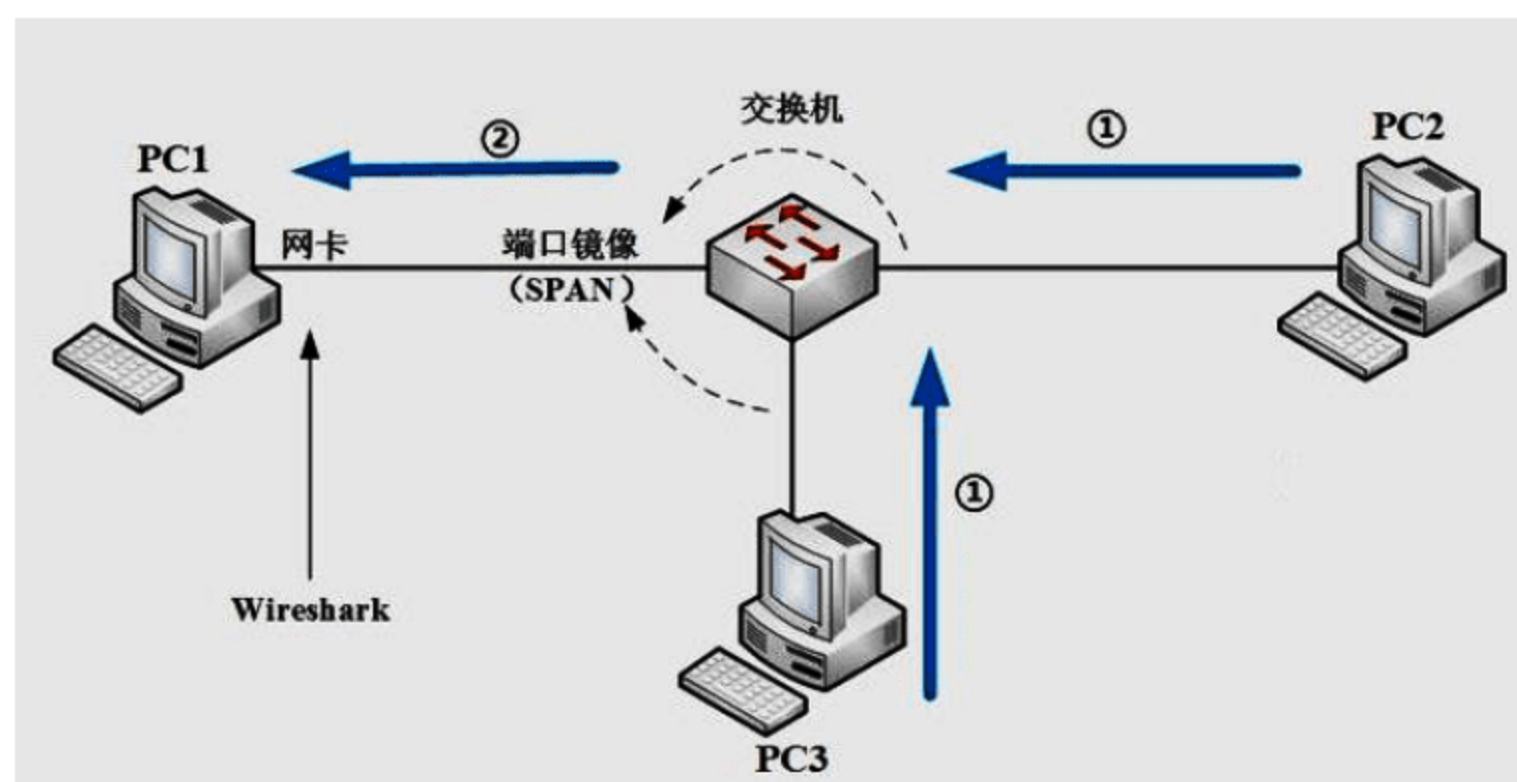 交换机
①
PC2
②
PC1
网卡
端口镜像
（SPAN）
①
Wireshark
PC3